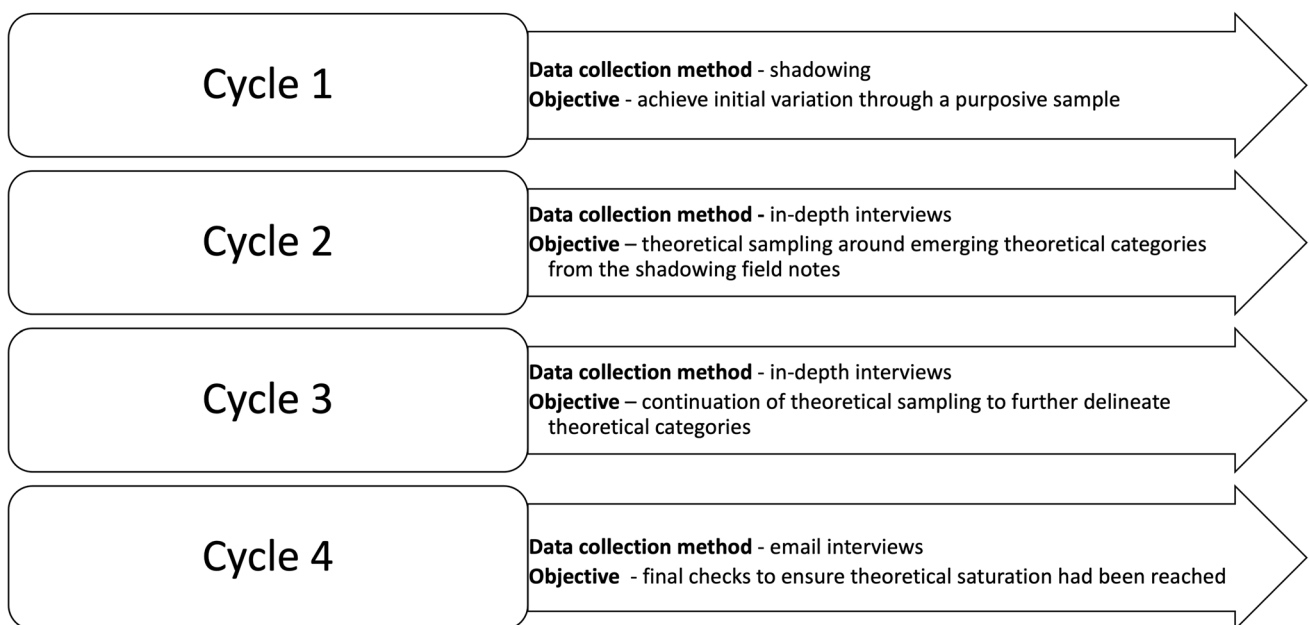 Cycle 1
Data collection method - shadowing
Objective - achieve initial variation through a purposive sample
Cycle 2
Data collection method - in-depth interviews
Objective – theoretical sampling around emerging theoretical categories
from the shadowing field notes
Cycle 3
Data collection method - in-depth interviews
Objective – continuation of theoretical sampling to further delineate
theoretical categories
Cycle 4
Data collection method - email interviews
Objective - final checks to ensure theoretical saturation had been reached